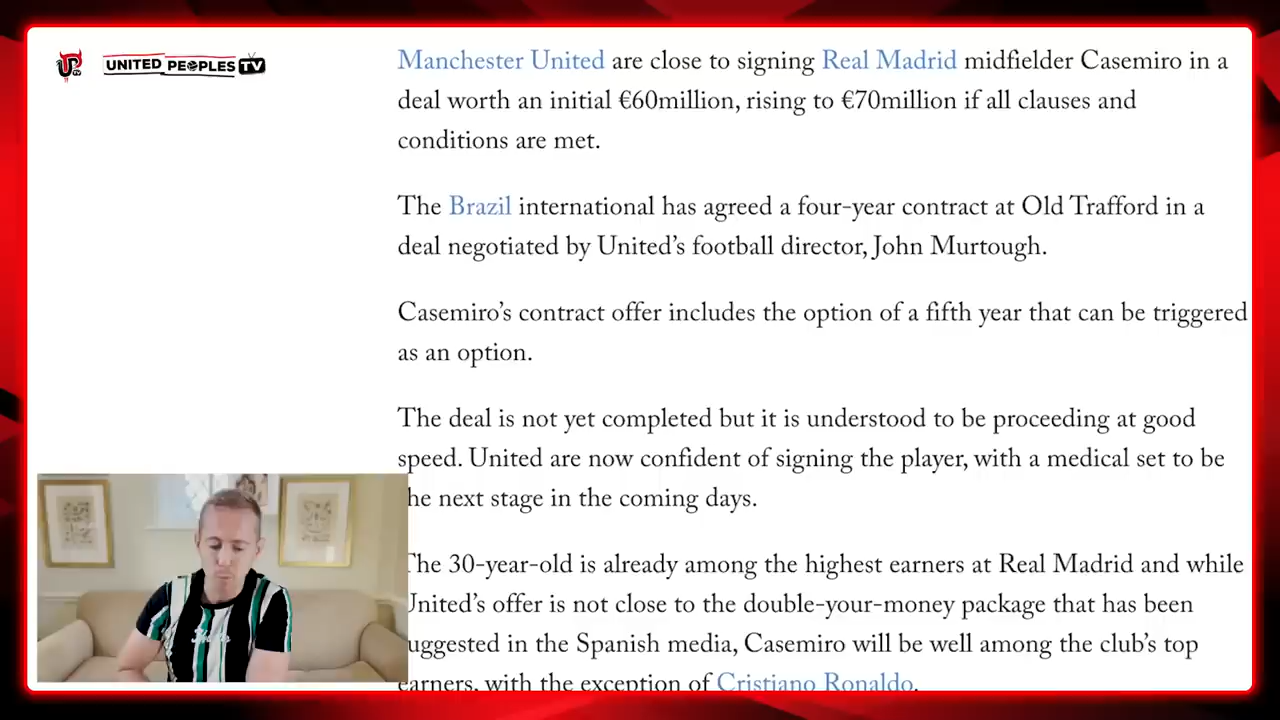 UNITED PEOPLES TV
Manchester United are close to signing Real Madrid midfielder Casemiro in a
deal worth an initial €60million, rising to €70million if all clauses and
conditions are met.
The Brazil international has agreed a four-year contract at Old Trafford in a
deal negotiated by United's football director, John Murtough.
Casemiro's contract offer includes the option of a fifth year that can be triggered
as an option.
The deal is not yet completed but it is understood to be proceeding at good
speed. United are now confident of signing the player, with a medical set to be
the next stage in the coming days.
The 30-year-old is already among the highest earners at Real Madrid and while
United's offer is not close to the double-your-money package that has been
suggested in the Spanish media, Casemiro will be well among the club's top
earners, with the exception of Cristiano Ronaldo.